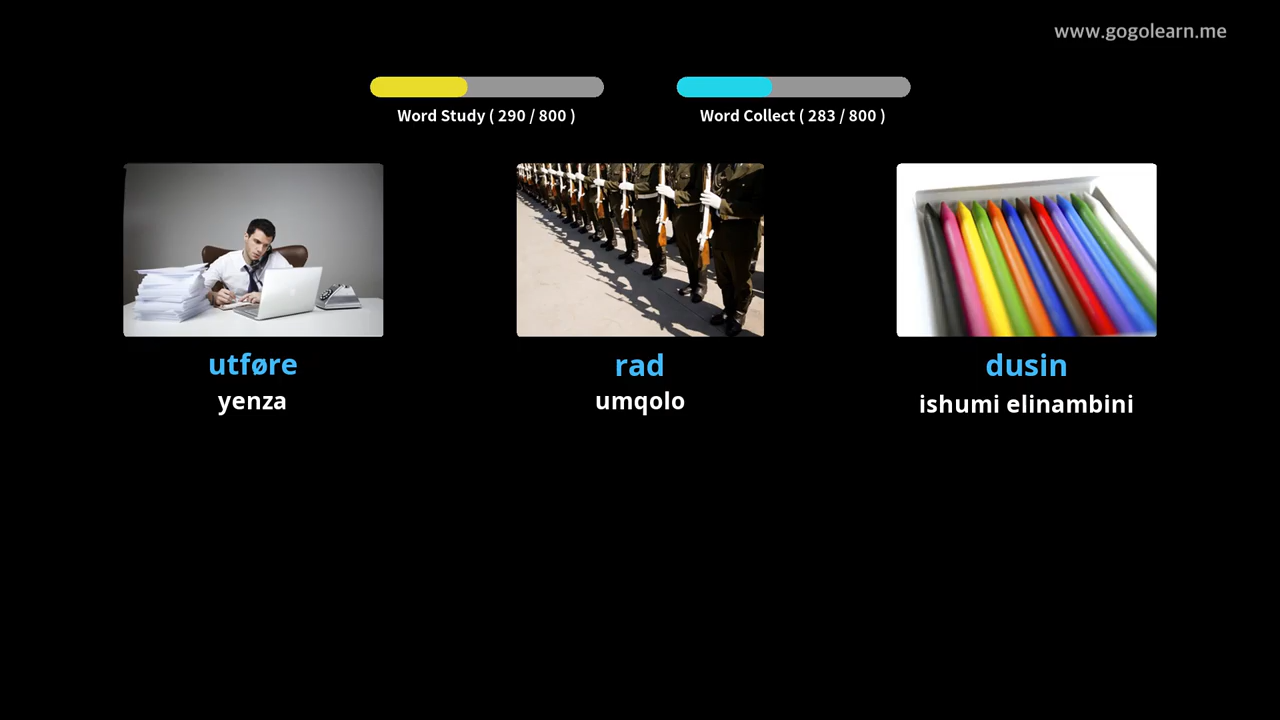 www.gogolearn.me
Word Study ( 290 / 800 )
Word Collect ( 283 / 800 )
utføre
rad
dusin
yenza
umqolo
ishumi elinambini